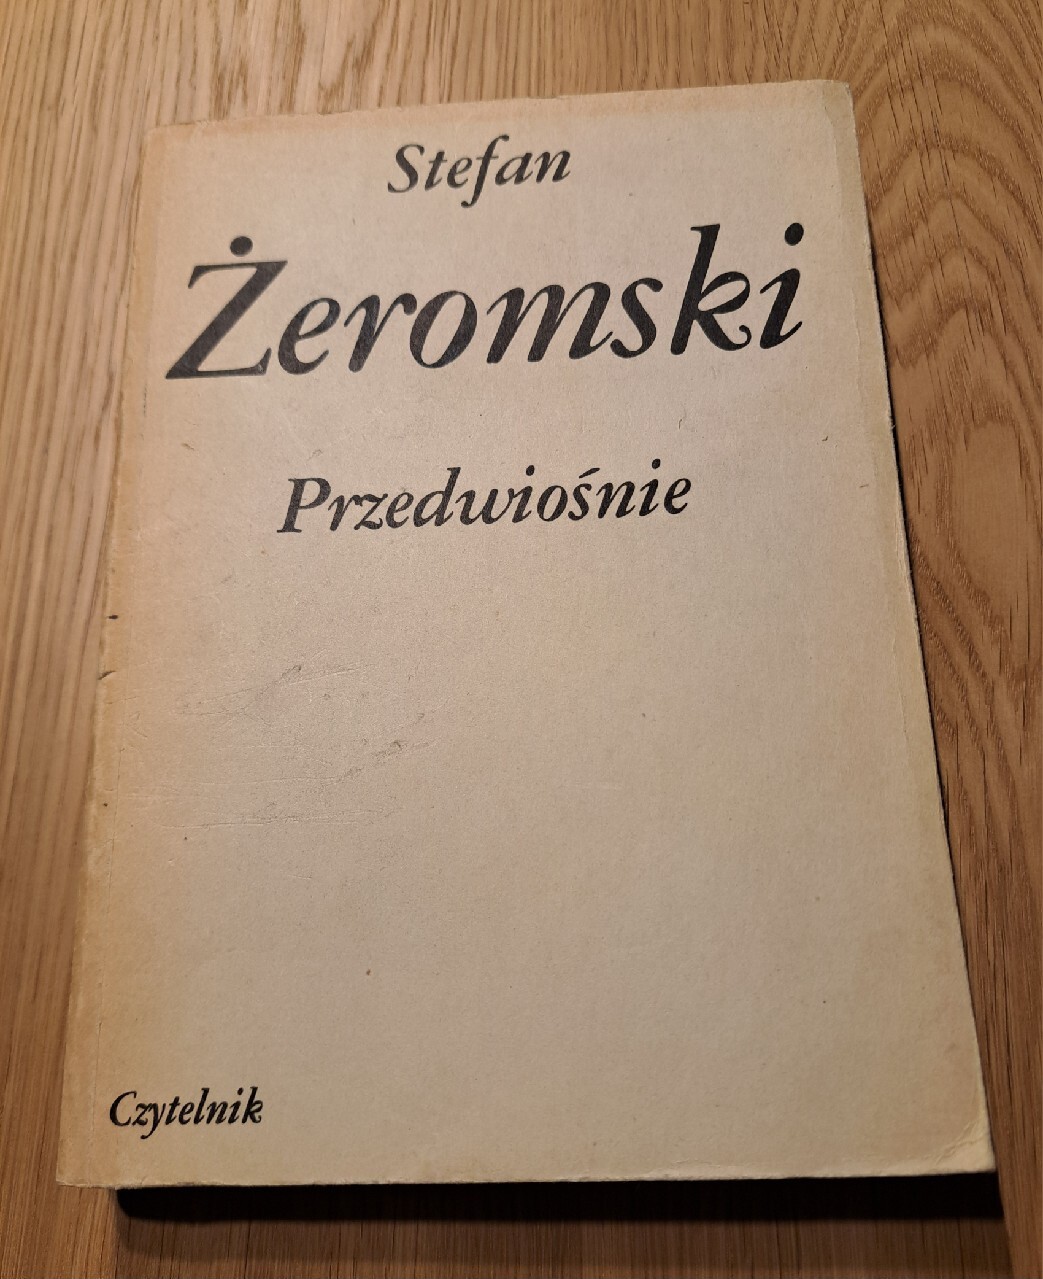 Stefan
Żeromski
Przedwiośnie
Czytelnik